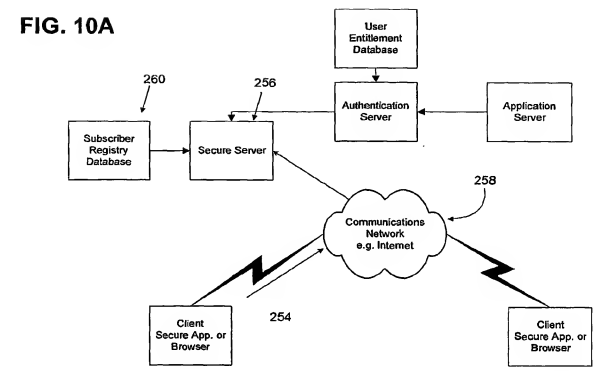 FIG. 10A
User
Entitlement
Database
260
256
Authentication
Server
Application
Server
Subscriber
Registry
Database
Secure Server
258
Communications
Network
e.g. Internet
254
Client
Secure App. or
Browser
Client
Secure App. or
Browser